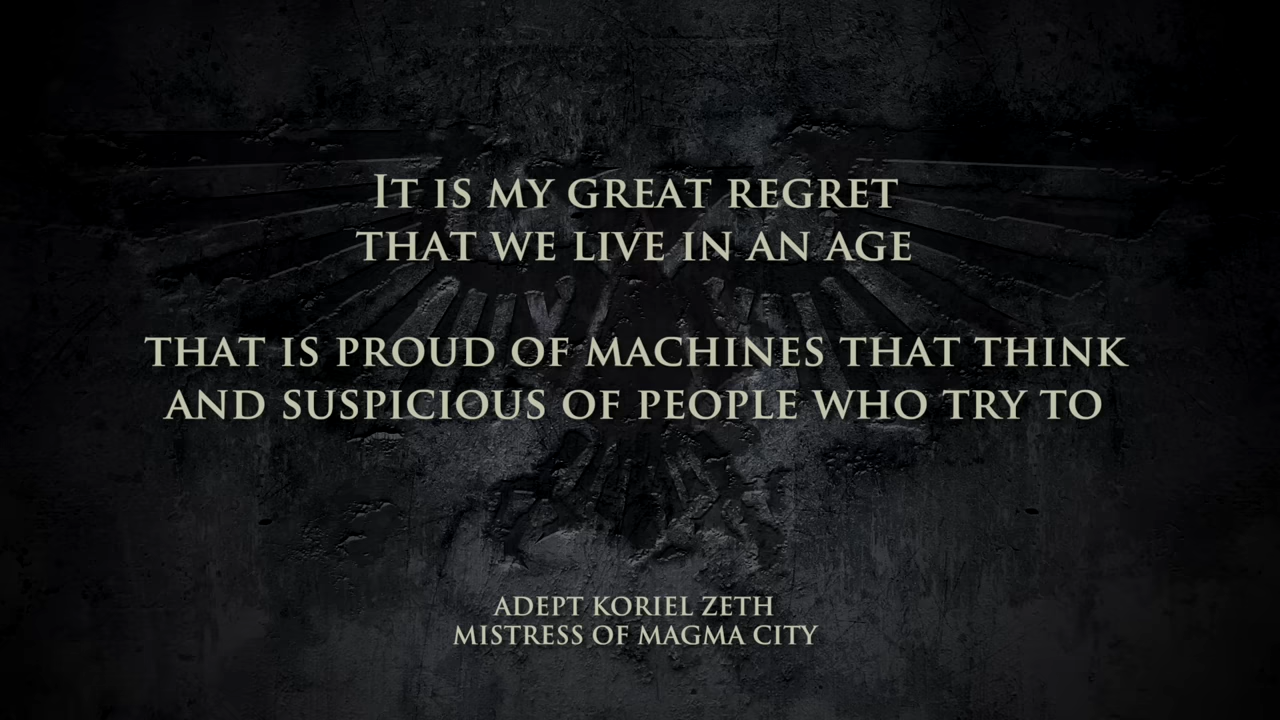 It is my great regret
that we live in an age
that is proud of machines that think
and suspicious of people who try to
Adept Koriel Zeth
Mistress of Magma City